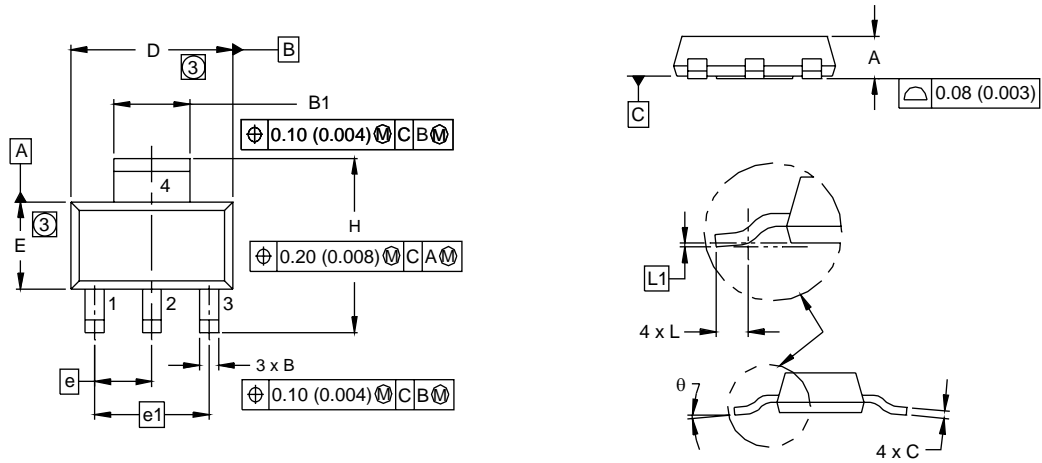 D
③
B
B1
⌖ 0.10 (0.004) Ⓜ C B Ⓜ
A
4
③
E
H
⌖ 0.20 (0.008) Ⓜ C A Ⓜ
1 2 3
3 x B
e
⌖ 0.10 (0.004) Ⓜ C B Ⓜ
e1
A
C
⌓ 0.08 (0.003)
L1
4 x L
θ
4 x C